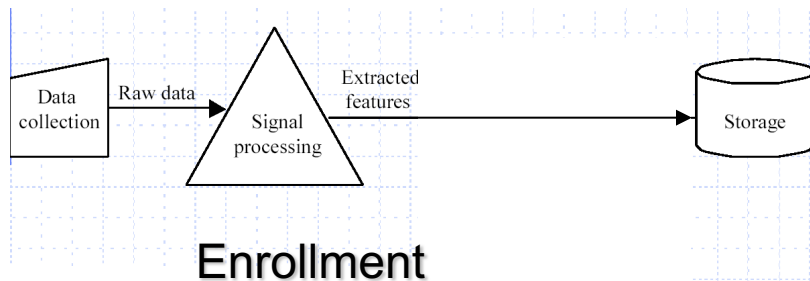 Data
collection
Raw data
Signal
processing
Extracted
features
Storage
Enrollment